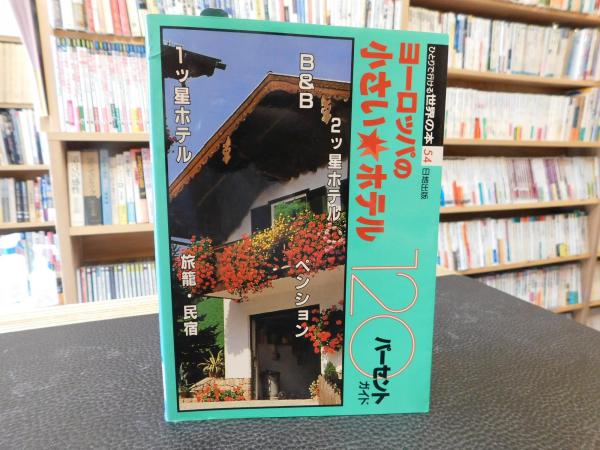 ひとりで行ける世界の本
54
日地出版
ヨーロッパの
小さい★ホテル
120
パーセント
ガイド
B&B
2ッ星ホテル
ペンション
1ッ星ホテル
旅籠・民宿